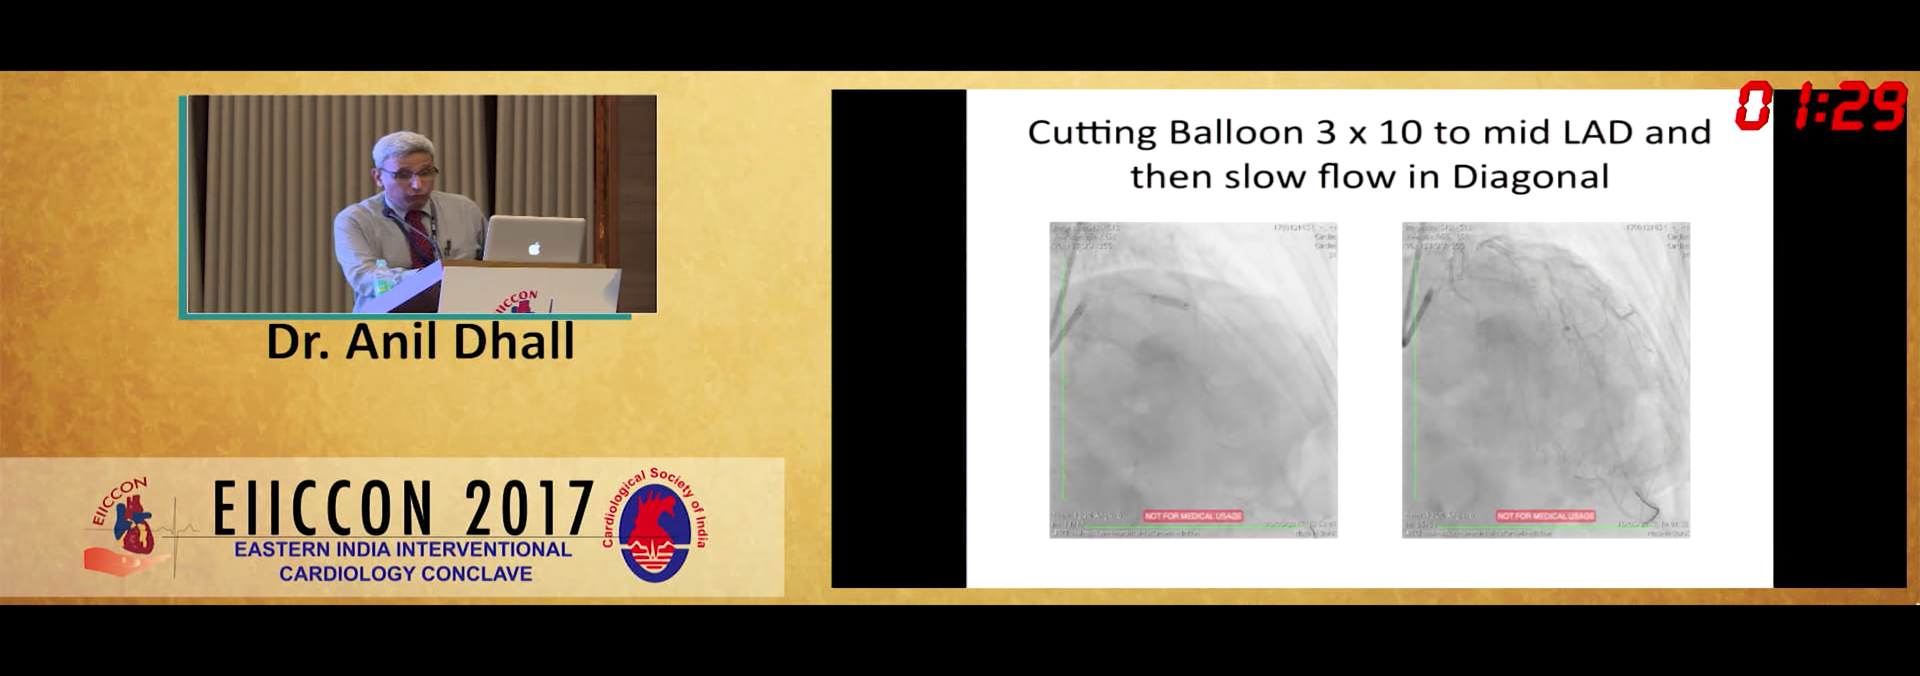 01:29
Cutting Balloon 3 x 10 to mid LAD and
then slow flow in Diagonal
NOT FOR MEDICAL USAGE
NOT FOR MEDICAL USAGE
EIICCON
Dr. Anil Dhall
EIICCON
EIICCON 2017
EASTERN INDIA INTERVENTIONAL
CARDIOLOGY CONCLAVE
Cardiological Society of India